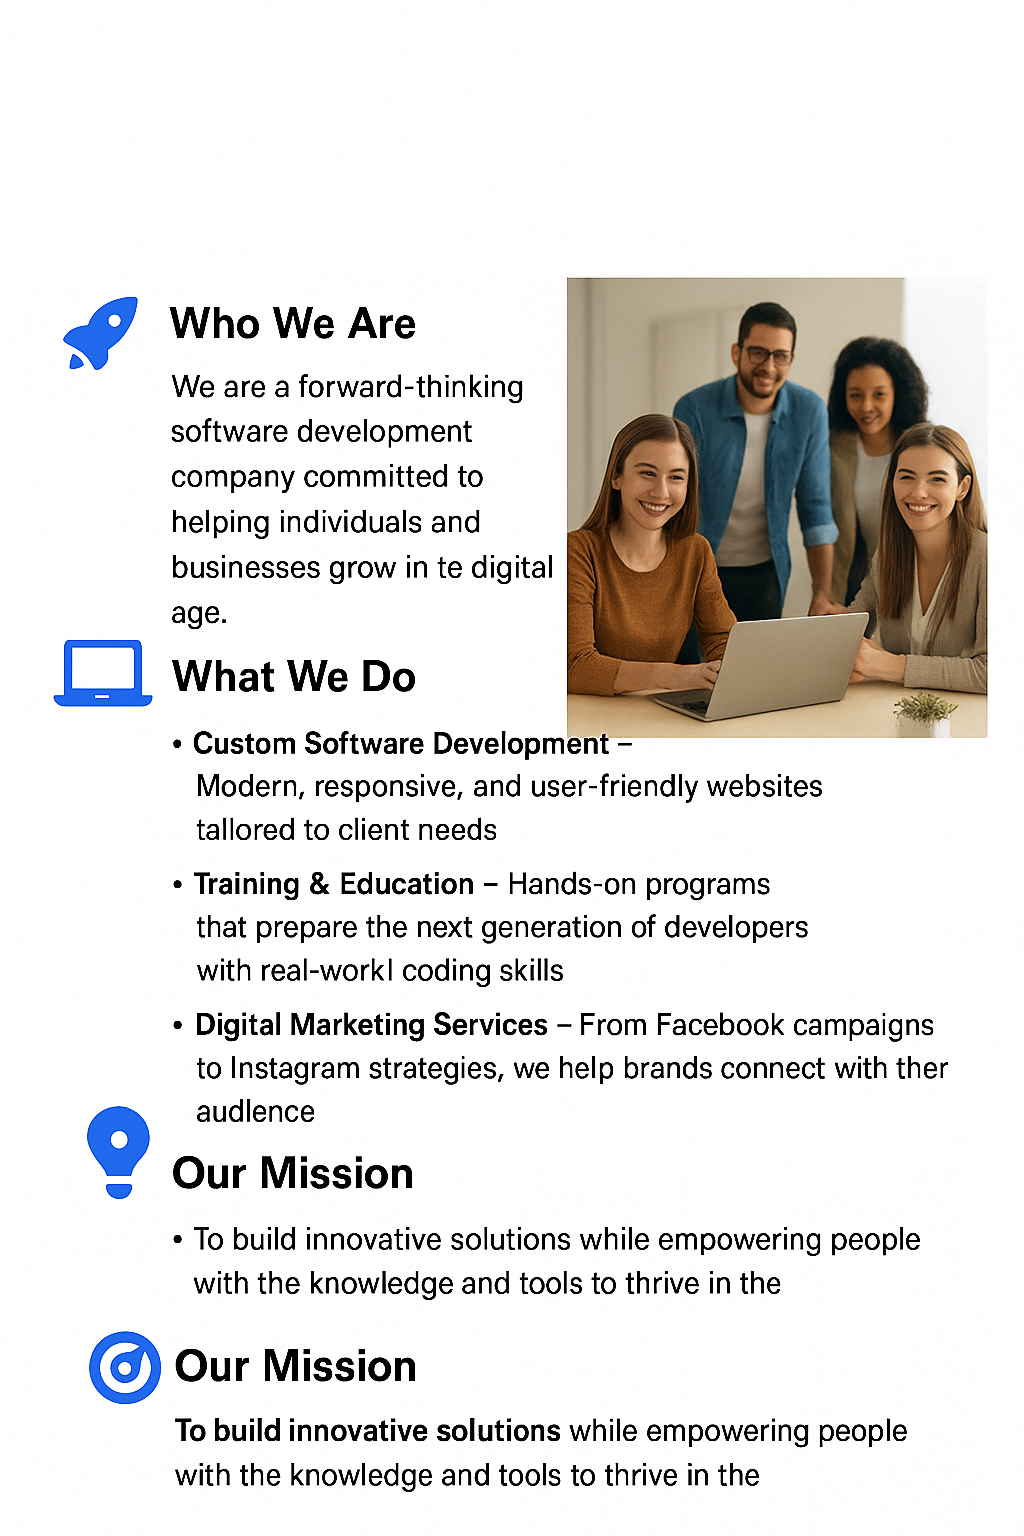 Who We Are
We are a forward-thinking
software development
company committed to
helping individuals and
businesses grow in te digital
age.
What We Do
• Custom Software Development –
Modern, responsive, and user-friendly websites
tallored to client needs
• Training & Education – Hands-on programs
that prepare the next generation of developers
with real-workl coding skills
• Digital Marketing Services – From Facebook campaigns
to Instagram strategies, we help brands connect with ther
audlence
Our Mission
• To build innovative solutions while empowering people
with the knowledge and tools to thrive in the
Our Mission
To build innovative solutions while empowering people
with the knowledge and tools to thrive in the